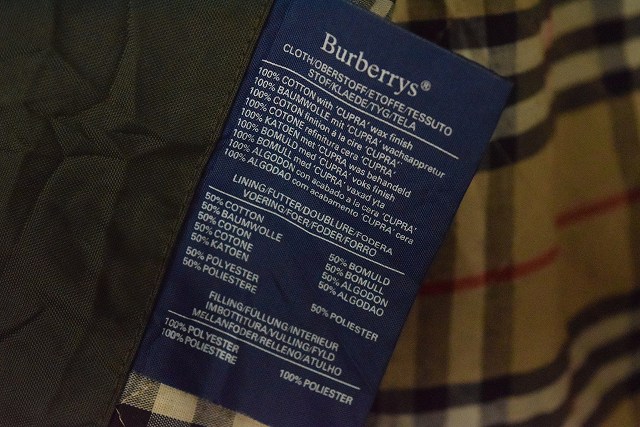 Burberrys®
CLOTH/OBERSTOFF/ETOFFE/TESSUTO
STOF/KLAEDE/TYG/TELA
100% COTTON with 'CUPRA' wax finish
100% BAUMWOLLE mit 'CUPRA' wachsappretur
100% COTON finition à la cire 'CUPRA'
100% COTONE refinitura cera 'CUPRA'
100% KATOEN met 'CUPRA' was behandeld
100% BOMULD med 'CUPRA' voks finish
100% BOMULL med 'CUPRA' vaxad yta
100% ALGODON con acabado a la cera 'CUPRA'
100% ALGODAO com acabamento 'CUPRA' cera
LINING/FUTTER/DOUBLURE/FODERA
VOERING/FOER/FODER/FORRO
50% COTTON
50% BAUMWOLLE
50% COTON
50% COTONE
50% KATOEN
50% BOMULD
50% BOMULL
50% ALGODON
50% ALGODAO
50% POLYESTER
50% POLIESTERE
50% POLIESTER
FILLING/FÜLLUNG/INTERIEUR
IMBOTTITURA/VULLING/FYLD
MELLANFODER/RELLENO/ATULHO
100% POLYESTER
100% POLIESTERE
100% POLIESTER